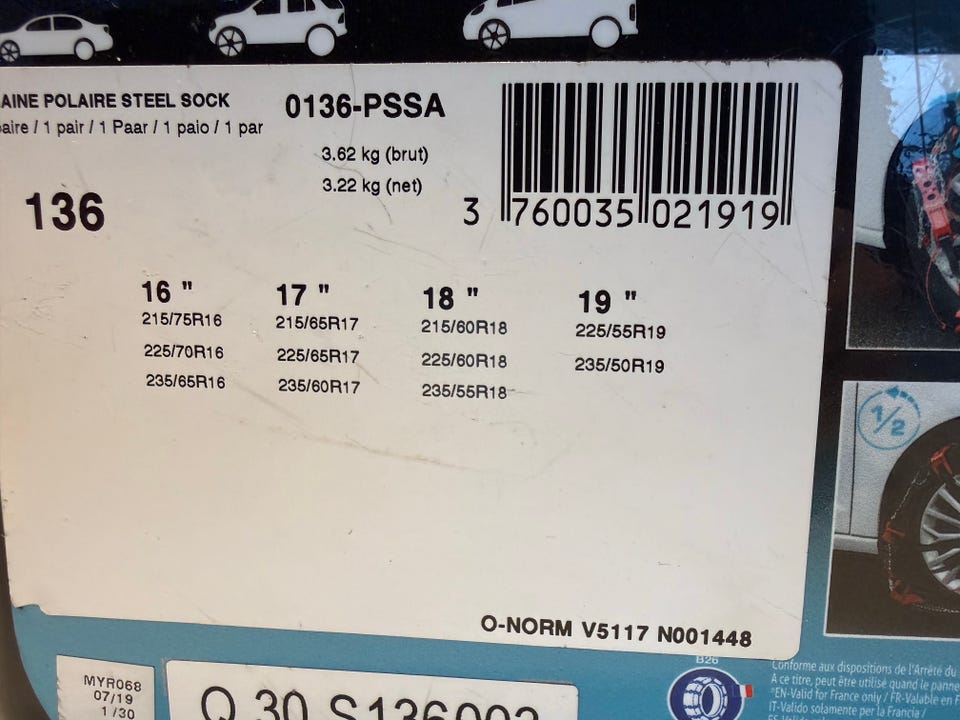 AINE POLAIRE STEEL SOCK
aire / 1 pair / 1 Paar / 1 paio / 1 par
0136-PSSA
3.62 kg (brut)
3.22 kg (net)
136
3 760035 021919
16 "
215/75R16
225/70R16
235/65R16
17 "
215/65R17
225/65R17
235/60R17
18 "
215/60R18
225/60R18
235/55R18
19 "
225/55R19
235/50R19
1/2
O-NORM V5117 N001448
MYR068
07/19
1 /30
Q 30 S136002
B26
Conforme aux dispositions de l'Arrêté du
A ce titre, peut être utilisé quand le panne
*EN-Valid for France only / FR-Valable en F
IT-Valido solamente per la Francia /